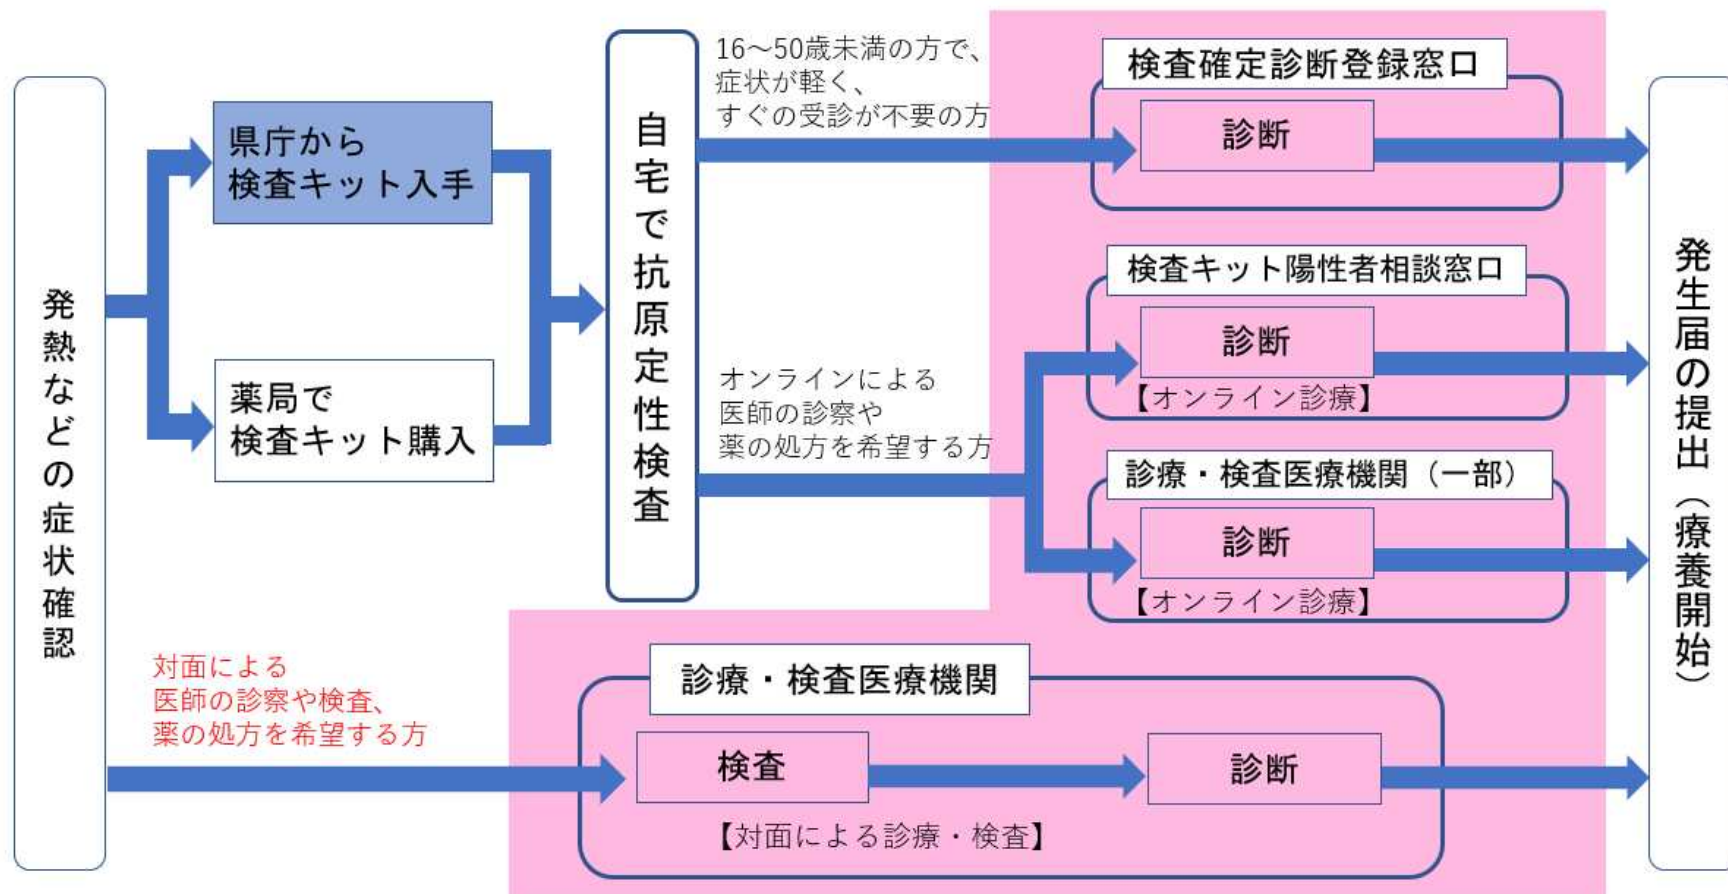 発熱などの症状確認
県庁から
検査キット入手
薬局で
検査キット購入
自宅で抗原定性検査
16～50歳未満の方で、
症状が軽く、
すぐの受診が不要の方
検査確定診断登録窓口
診断
オンラインによる
医師の診察や
薬の処方を希望する方
検査キット陽性者相談窓口
診断
【オンライン診療】
診療・検査医療機関（一部）
診断
【オンライン診療】
対面による
医師の診察や検査、
薬の処方を希望する方
診療・検査医療機関
検査
診断
【対面による診療・検査】
発生届の提出（療養開始）